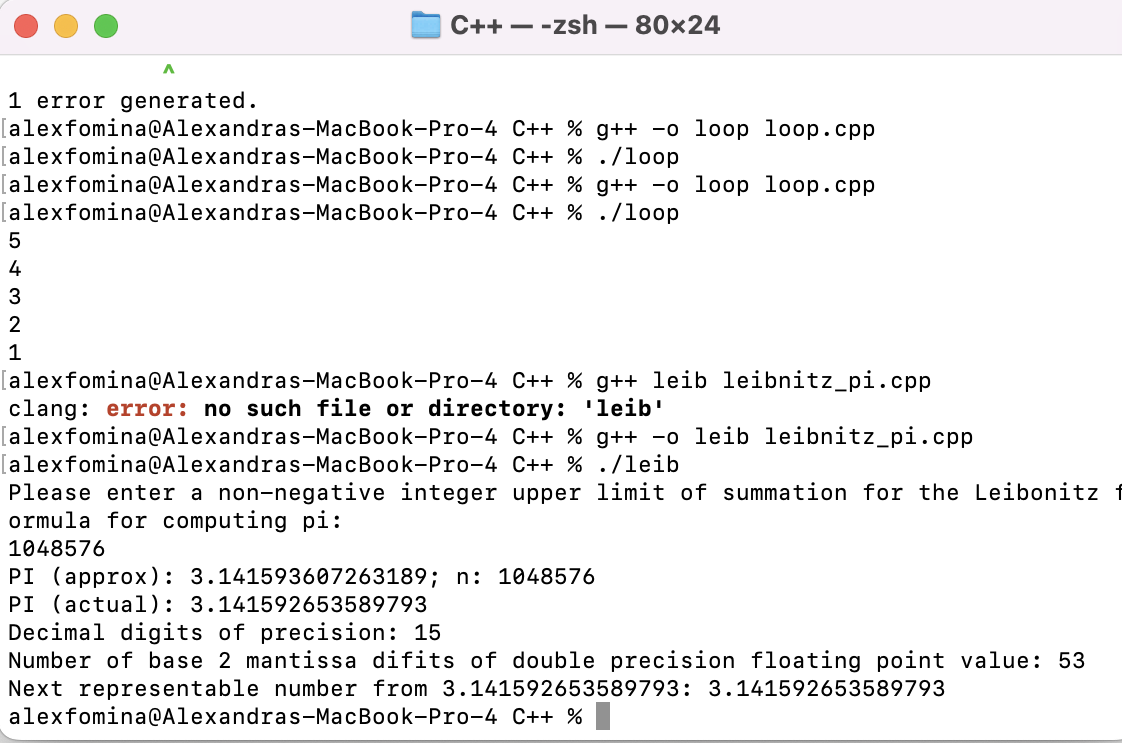 C++ — -zsh — 80×24
^
1 error generated.
[alexfomina@Alexandras-MacBook-Pro-4 C++ % g++ -o loop loop.cpp
[alexfomina@Alexandras-MacBook-Pro-4 C++ % ./loop
[alexfomina@Alexandras-MacBook-Pro-4 C++ % g++ -o loop loop.cpp
[alexfomina@Alexandras-MacBook-Pro-4 C++ % ./loop
5
4
3
2
1
[alexfomina@Alexandras-MacBook-Pro-4 C++ % g++ leib leibnitz_pi.cpp
clang: error: no such file or directory: 'leib'
[alexfomina@Alexandras-MacBook-Pro-4 C++ % g++ -o leib leibnitz_pi.cpp
[alexfomina@Alexandras-MacBook-Pro-4 C++ % ./leib
Please enter a non-negative integer upper limit of summation for the Leibonitz f
ormula for computing pi:
1048576
PI (approx): 3.141593607263189; n: 1048576
PI (actual): 3.141592653589793
Decimal digits of precision: 15
Number of base 2 mantissa difits of double precision floating point value: 53
Next representable number from 3.141592653589793: 3.141592653589793
alexfomina@Alexandras-MacBook-Pro-4 C++ %